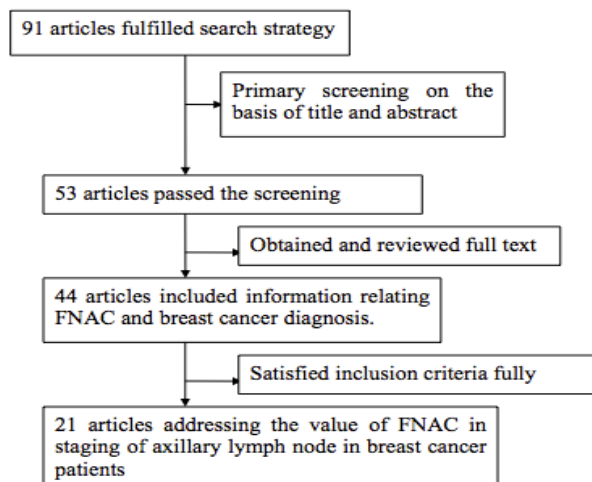 91 articles fulfilled search strategy
Primary screening on the
basis of title and abstract
53 articles passed the screening
Obtained and reviewed full text
44 articles included information relating
FNAC and breast cancer diagnosis.
Satisfied inclusion criteria fully
21 articles addressing the value of FNAC in
staging of axillary lymph node in breast cancer
patients